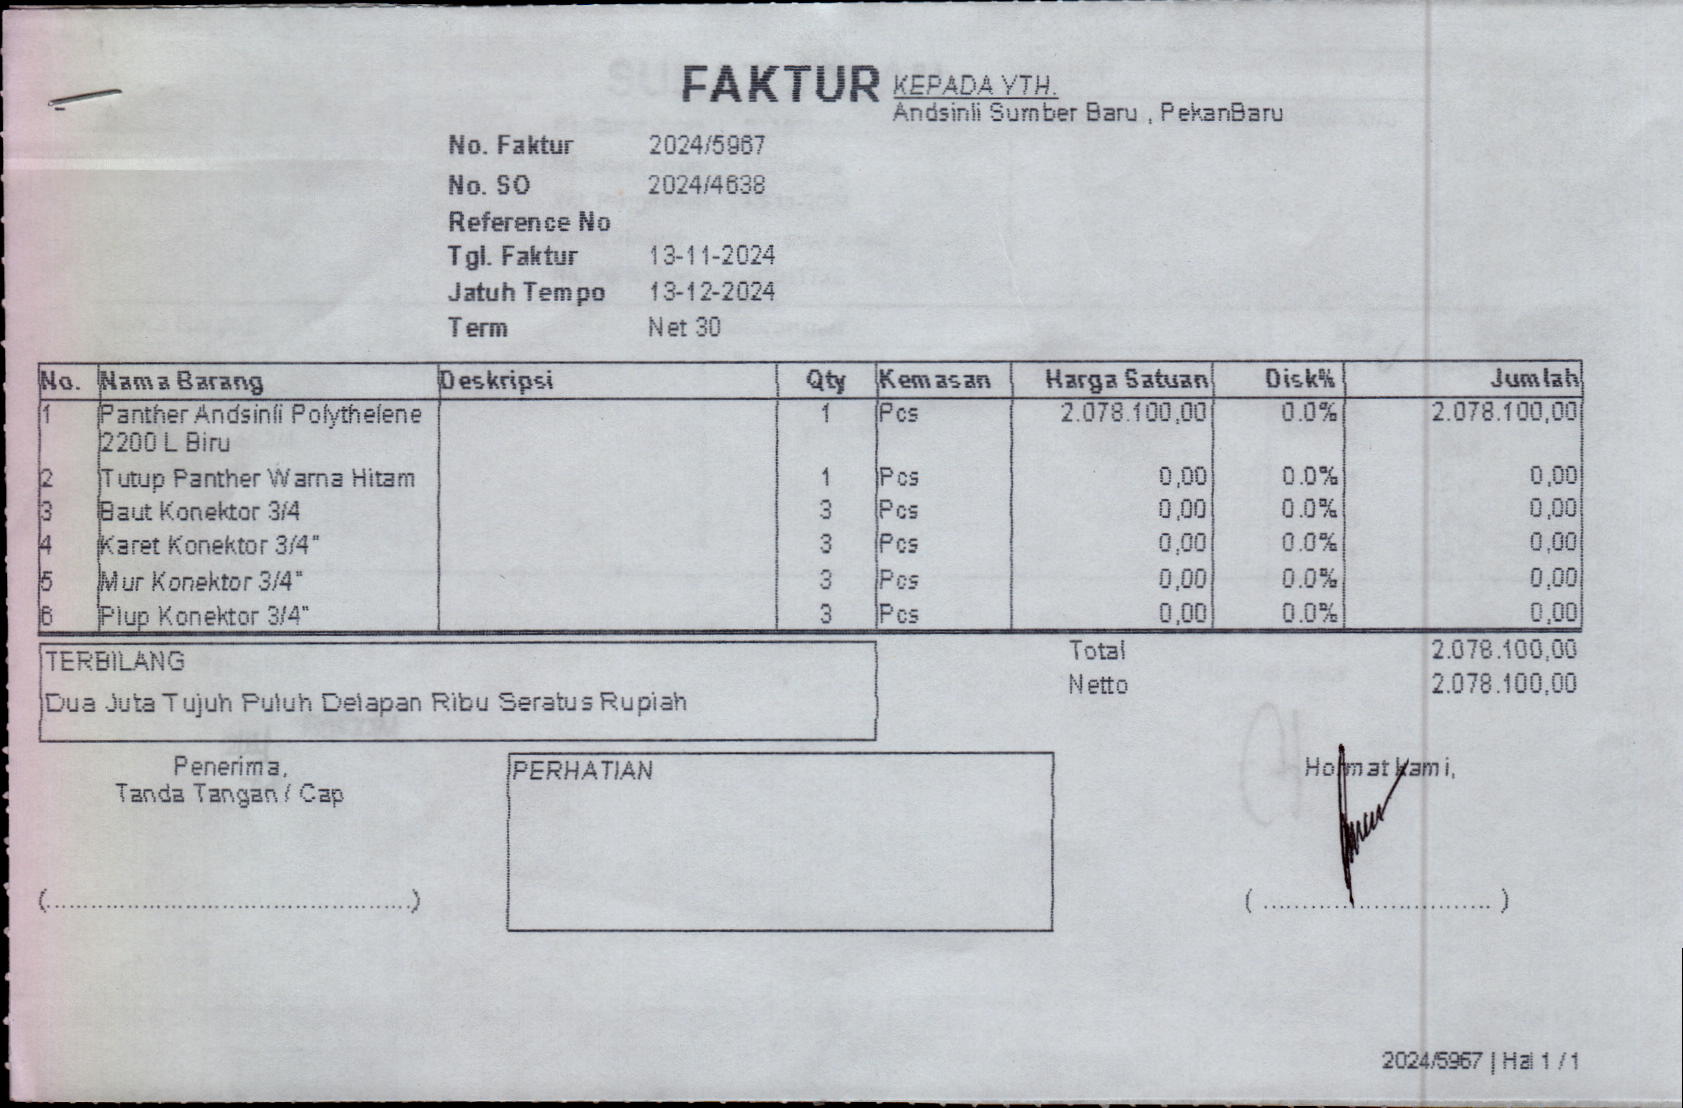 FAKTUR
KEPADA YTH.
Andsinli Sumber Baru , PekanBaru
No. Faktur 2024/5967
No. SO 2024/4638
Reference No
Tgl. Faktur 13-11-2024
Jatuh Tempo 13-12-2024
Term Net 30
No. Nama Barang Deskripsi Qty Kemasan Harga Satuan Disk% Jumlah
1 Panther Andsinli Polythelene 1 Pcs 2.078.100,00 0.0% 2.078.100,00
2200 L Biru
2 Tutup Panther Warna Hitam 1 Pcs 0,00 0.0% 0,00
3 Baut Konektor 3/4 3 Pcs 0,00 0.0% 0,00
4 Karet Konektor 3/4" 3 Pcs 0,00 0.0% 0,00
5 Mur Konektor 3/4" 3 Pcs 0,00 0.0% 0,00
6 Plup Konektor 3/4" 3 Pcs 0,00 0.0% 0,00
Total 2.078.100,00
Netto 2.078.100,00
TERBILANG
Dua Juta Tujuh Puluh Delapan Ribu Seratus Rupiah
Penerima,
Tanda Tangan / Cap
(..............................................)
PERHATIAN
Hormat kami,
( ............................... )
2024/5967 | Hal 1 / 1